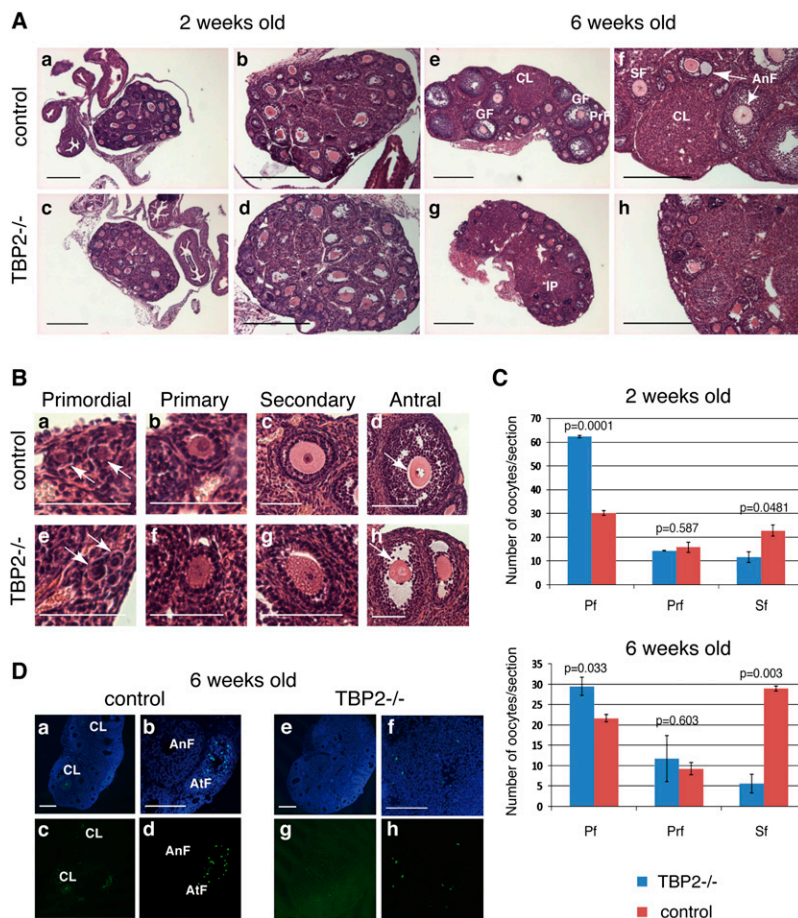 A 2 weeks old 6 weeks old
control
a b e f
CL GF GF PrF
SF AnF CL
TBP2-/-
c d g h
IP
B
Primordial Primary Secondary Antral
control
a b c d
TBP2-/-
e f g h
C
2 weeks old
Number of oocytes/section
70
60
50
40
30
20
10
0
p=0.0001
p=0.587
p=0.0481
Pf Prf Sf
6 weeks old
Number of oocytes/section
35
30
25
20
15
10
5
0
p=0.033
p=0.603
p=0.003
Pf Prf Sf
TBP2-/-
control
D 6 weeks old
control TBP2-/-
a b e f
CL
CL
AnF
AtF
c d g h
CL
CL
AnF
AtF